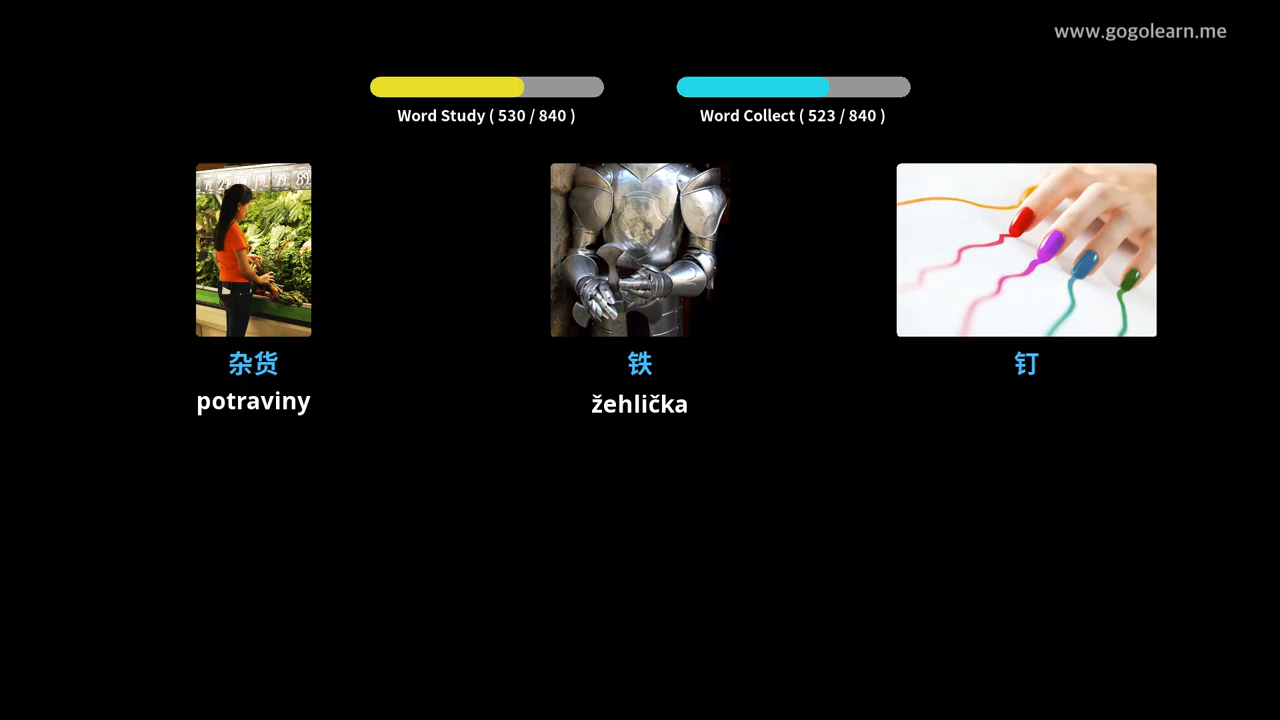 www.gogolearn.me
Word Study ( 530 / 840 )
Word Collect ( 523 / 840 )
杂货
potraviny
铁
žehlička
钉